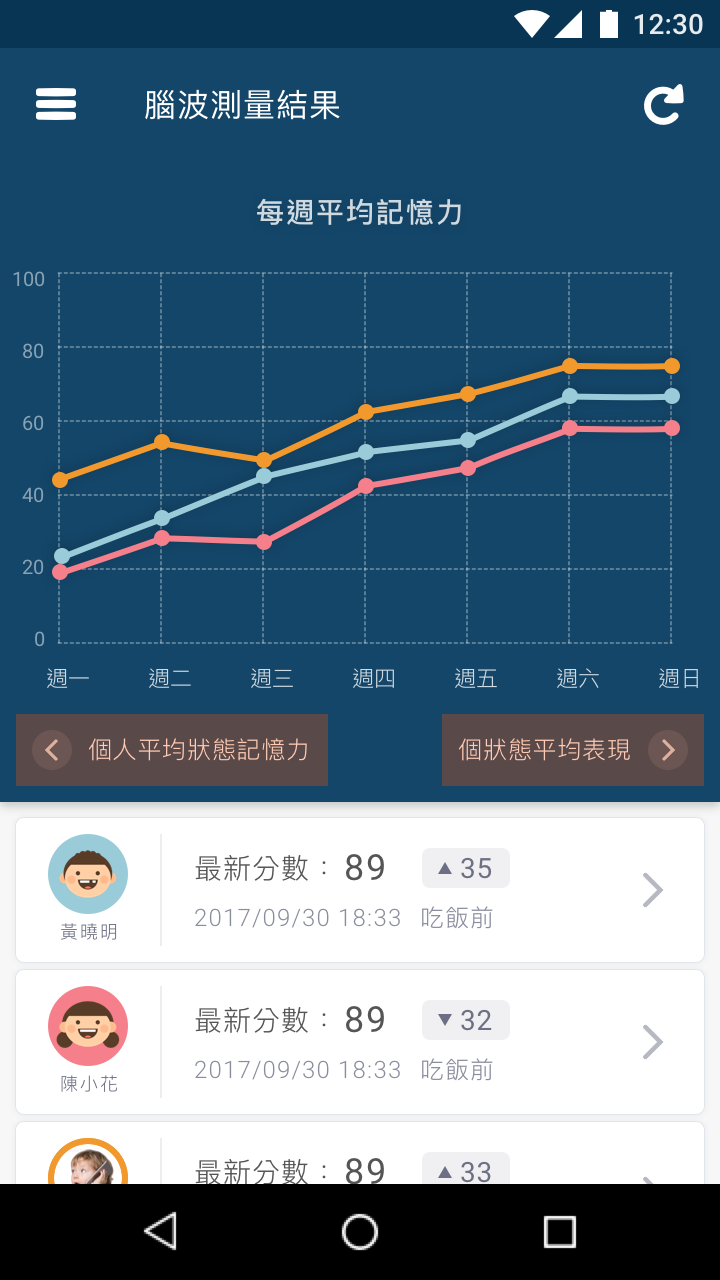 12:30
腦波測量結果
每週平均記憶力
100
80
60
40
20
0
週一 週二 週三 週四 週五 週六 週日
個人平均狀態記憶力
個狀態平均表現
最新分數： 89 ▲35
2017/09/30 18:33 吃飯前
黃曉明
最新分數： 89 ▼32
2017/09/30 18:33 吃飯前
陳小花
最新分數： 89 ▲33